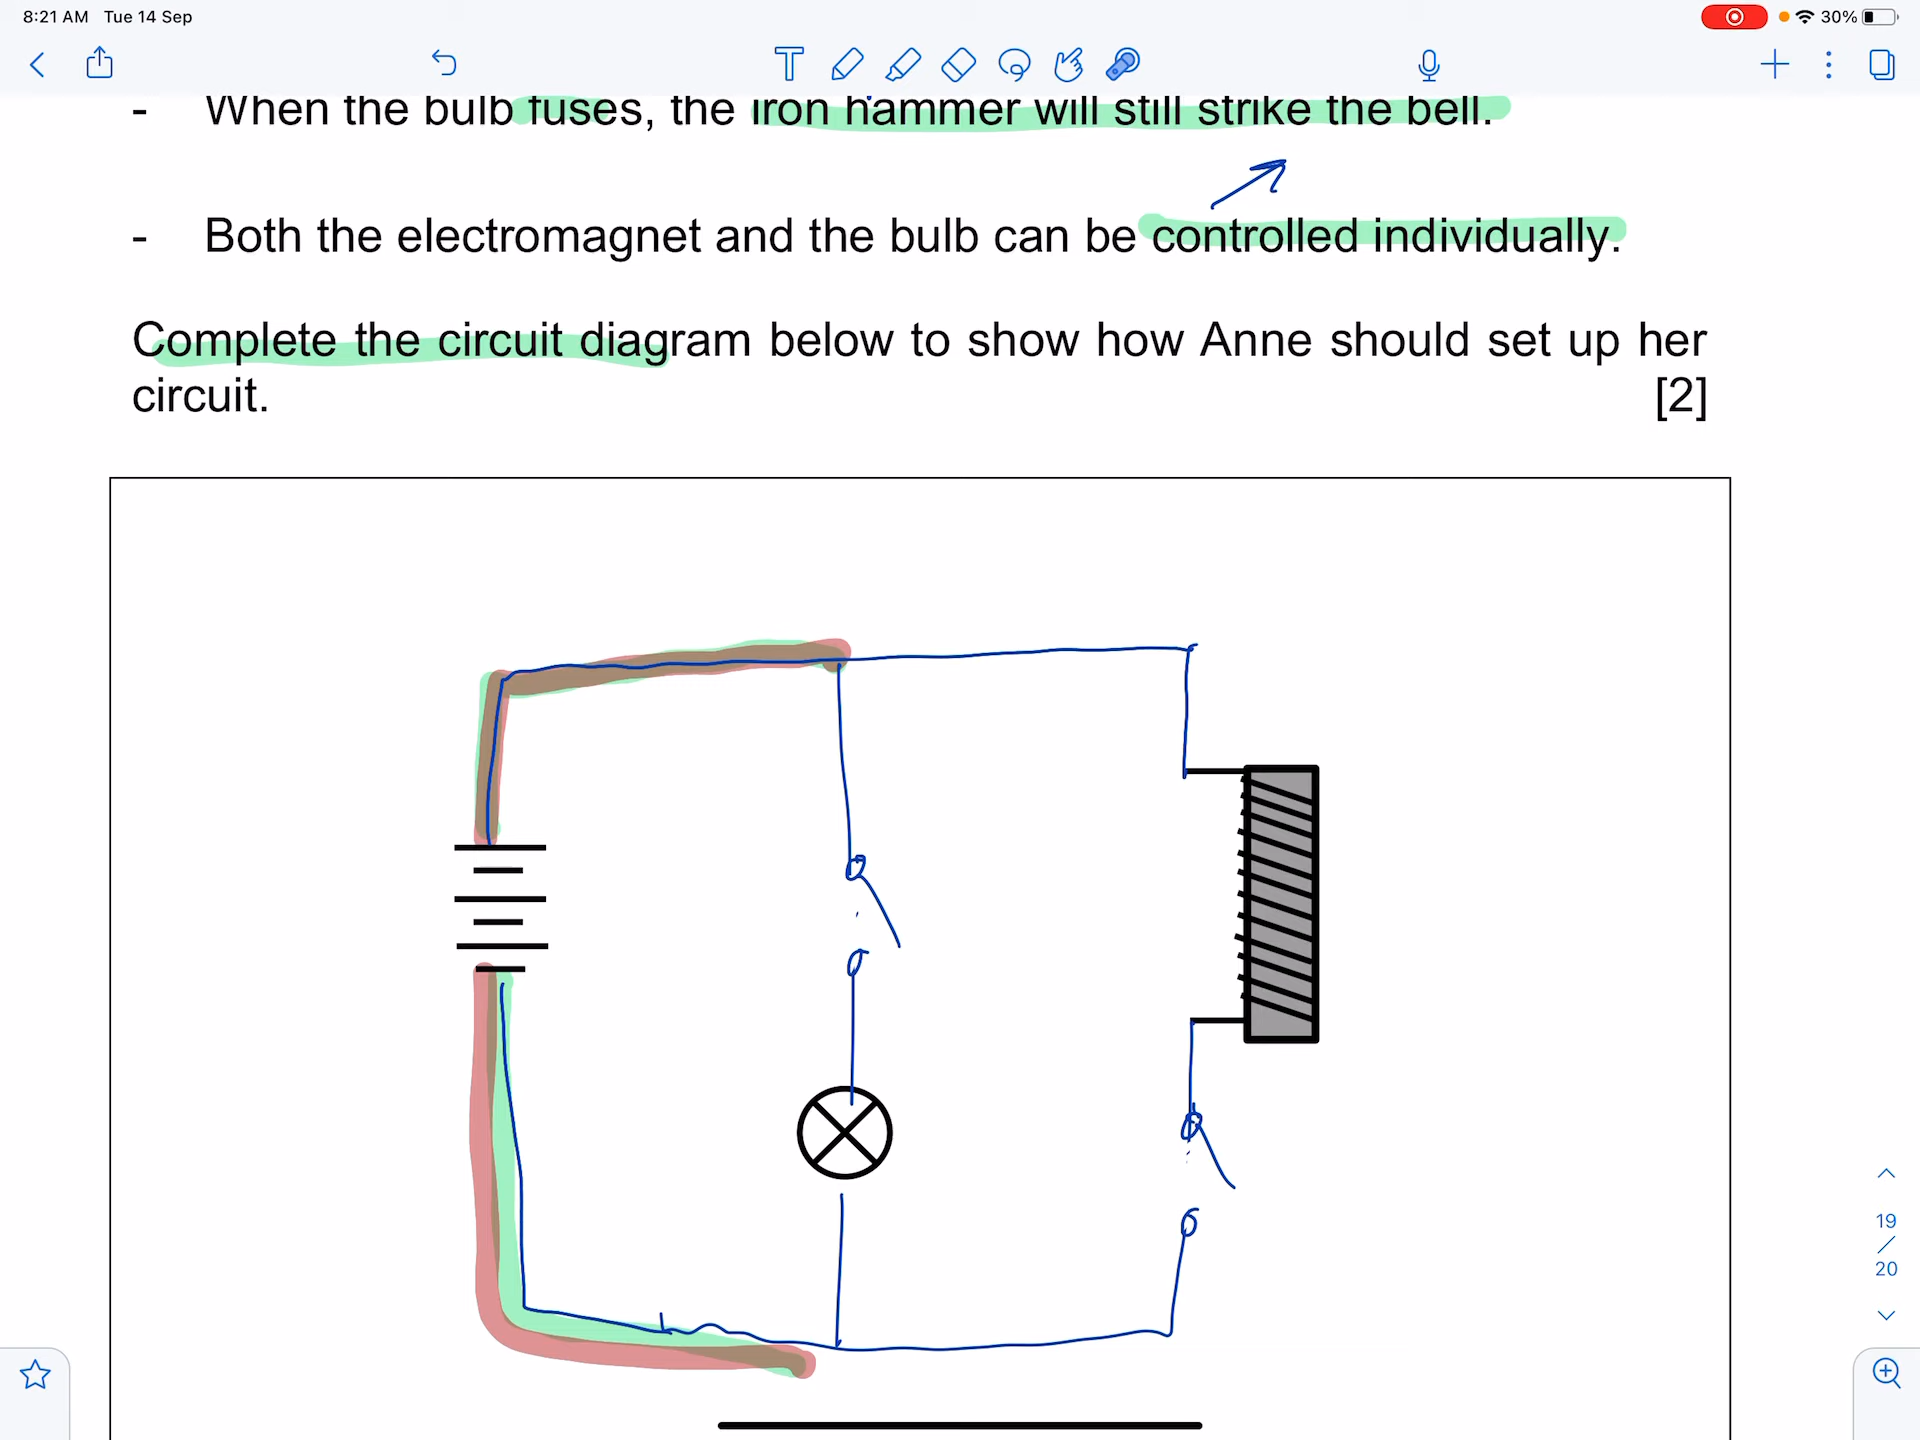 8:21 AM Tue 14 Sep
30%
- When the bulb fuses, the iron hammer will still strike the bell.
- Both the electromagnet and the bulb can be controlled individually.
Complete the circuit diagram below to show how Anne should set up her
circuit. [2]
19
/
20